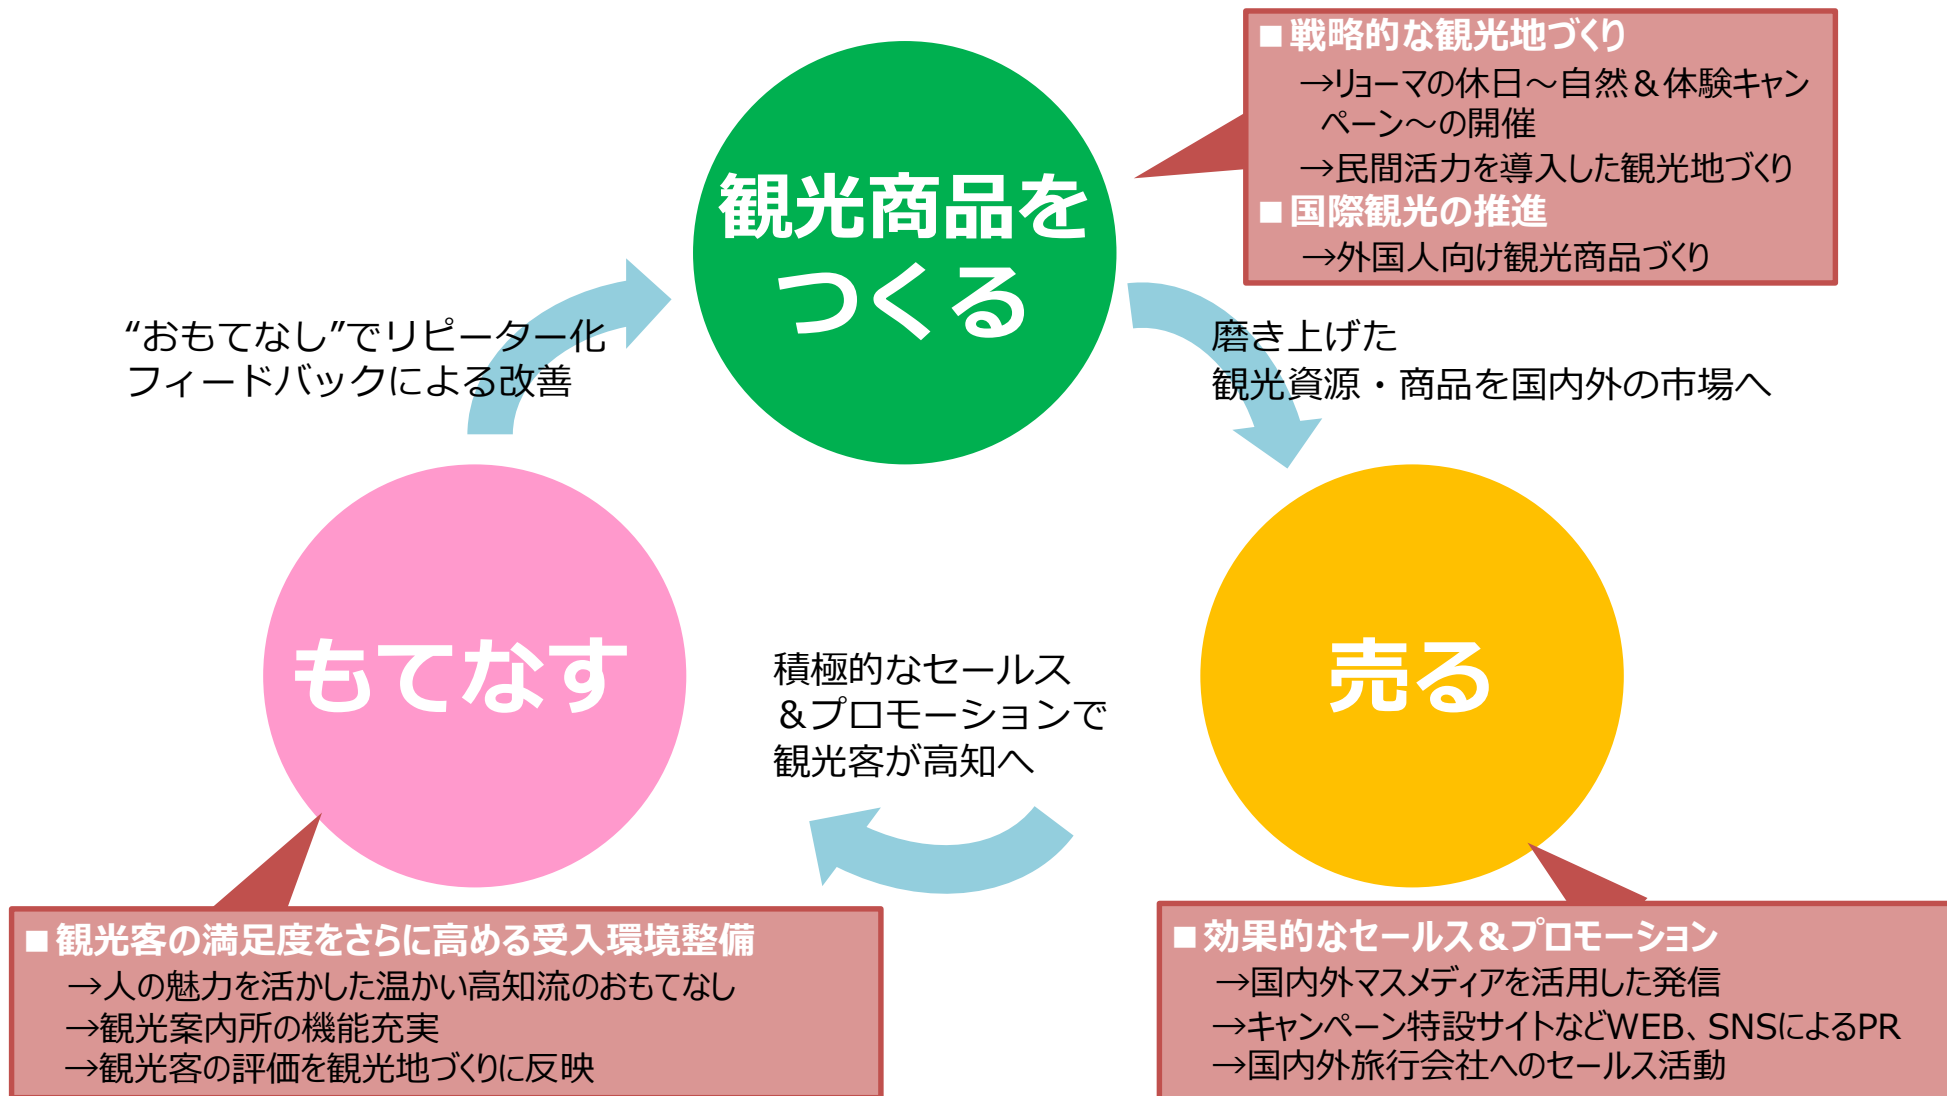 ■戦略的な観光地づくり
→リョーマの休日～自然＆体験キャン
ペーン～の開催
→民間活力を導入した観光地づくり
■国際観光の推進
→外国人向け観光商品づくり
観光商品を
つくる
“おもてなし”でリピーター化
フィードバックによる改善
磨き上げた
観光資源・商品を国内外の市場へ
もてなす
積極的なセールス
＆プロモーションで
観光客が高知へ
売る
■観光客の満足度をさらに高める受入環境整備
→人の魅力を活かした温かい高知流のおもてなし
→観光案内所の機能充実
→観光客の評価を観光地づくりに反映
■効果的なセールス＆プロモーション
→国内外マスメディアを活用した発信
→キャンペーン特設サイトなどWEB、SNSによるPR
→国内外旅行会社へのセールス活動